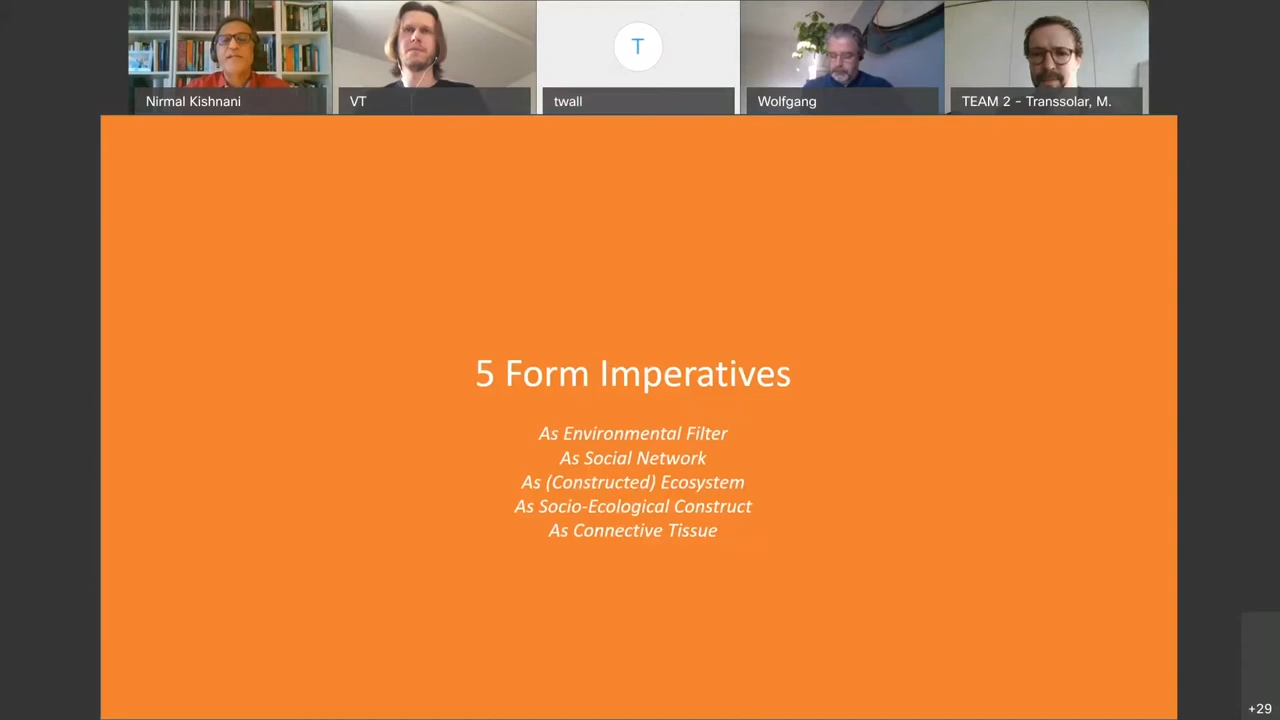 Nirmal Kishnani
VT
T
twall
Wolfgang
TEAM 2 - Transsolar, M.
5 Form Imperatives
As Environmental Filter
As Social Network
As (Constructed) Ecosystem
As Socio-Ecological Construct
As Connective Tissue
+29